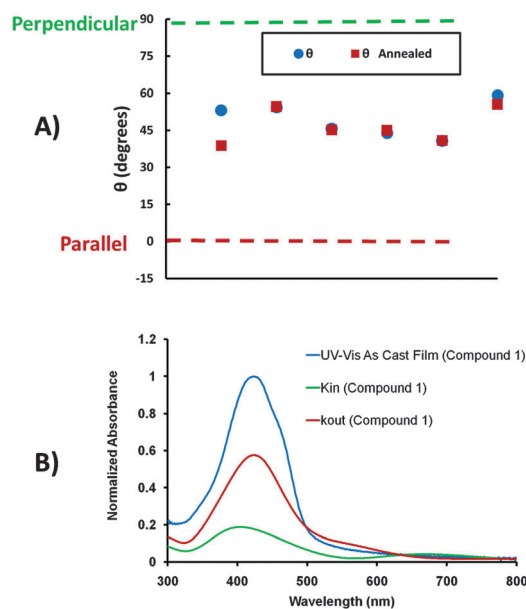 Perpendicular
A)
θ (degrees)
90
75
60
45
30
15
0
-15
θ
θ Annealed
Parallel
B)
Normalized Absorbance
1.2
1
0.8
0.6
0.4
0.2
0
UV-Vis As Cast Film (Compound 1)
Kin (Compound 1)
kout (Compound 1)
300 400 500 600 700 800
Wavelength (nm)